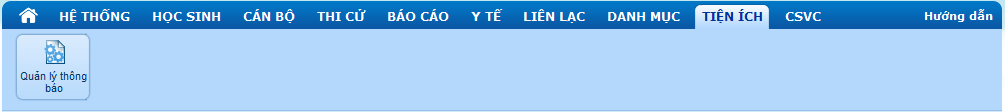 HỆ THỐNG HỌC SINH CÁN BỘ THI CỬ BÁO CÁO Y TẾ LIÊN LẠC DANH MỤC TIỆN ÍCH CSVC Hướng dẫn
Quản lý thông
báo